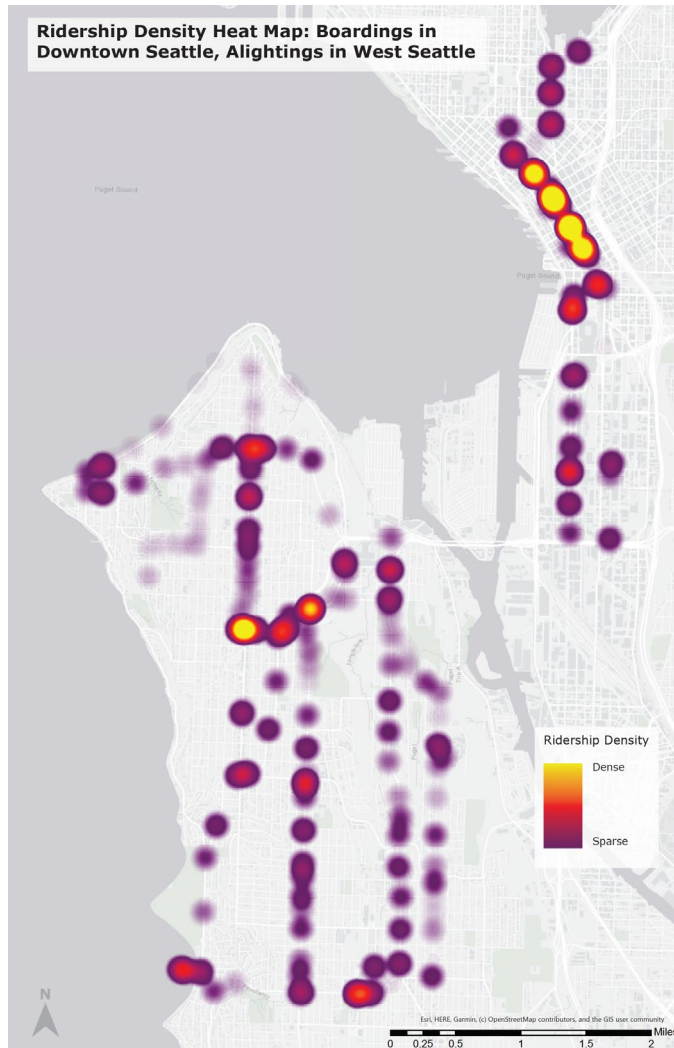 Ridership Density Heat Map: Boardings in
Downtown Seattle, Alightings in West Seattle
Puget Sound
Puget Sound
Ridership Density
Dense
Sparse
N
Esri, HERE, Garmin, (c) OpenStreetMap contributors, and the GIS user community
Miles
0 0.25 0.5 1 2